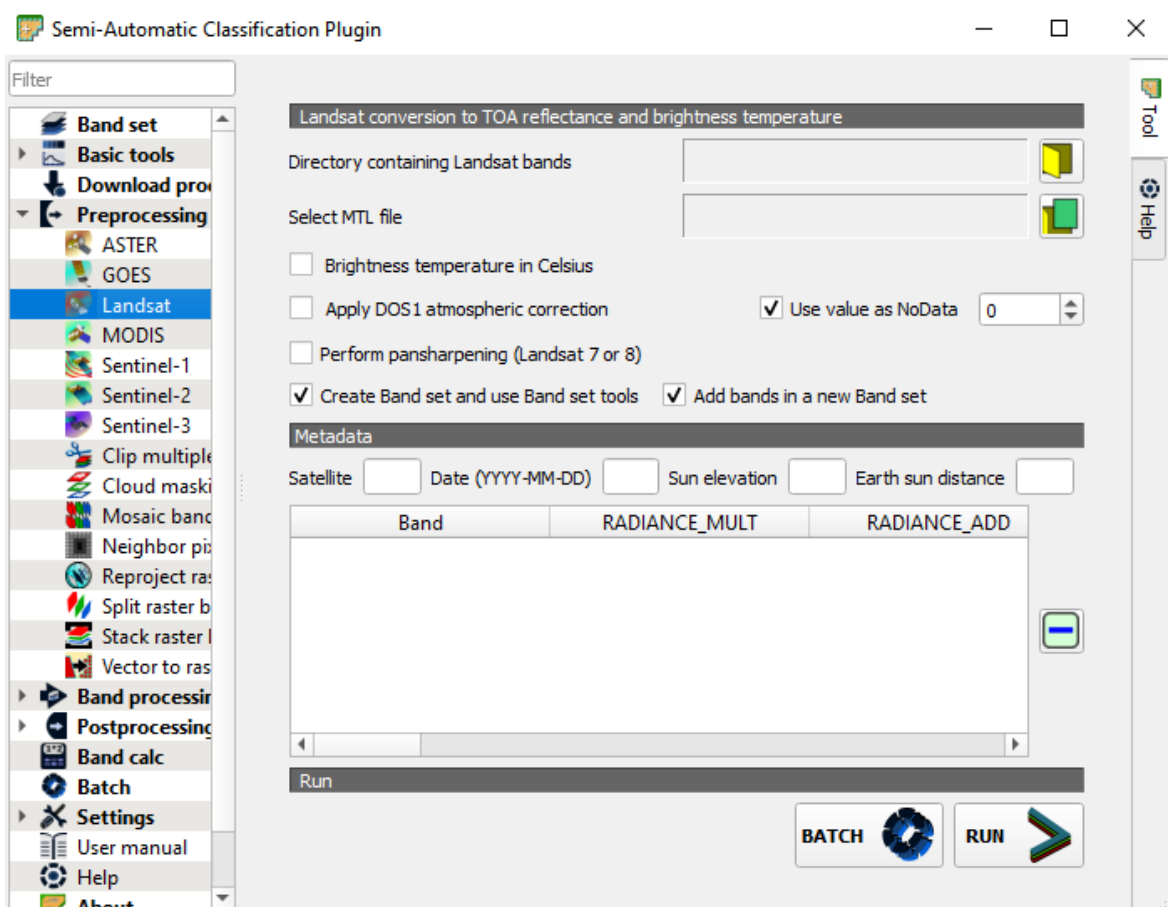 Semi-Automatic Classification Plugin
Filter
Band set
Basic tools
Download pro
Preprocessing
ASTER
GOES
Landsat
MODIS
Sentinel-1
Sentinel-2
Sentinel-3
Clip multiple
Cloud maski
Mosaic banc
Neighbor pi
Reproject ra
Split raster b
Stack raster
Vector to ras
Band processin
Postprocessing
Band calc
Batch
Settings
User manual
Help
About
Landsat conversion to TOA reflectance and brightness temperature
Directory containing Landsat bands
Select MTL file
Brightness temperature in Celsius
Apply DOS1 atmospheric correction
Use value as NoData 0
Perform pansharpening (Landsat 7 or 8)
Create Band set and use Band set tools Add bands in a new Band set
Metadata
Satellite Date (YYYY-MM-DD) Sun elevation Earth sun distance
Band RADIANCE_MULT RADIANCE_ADD
Run
BATCH RUN
Tool
Help